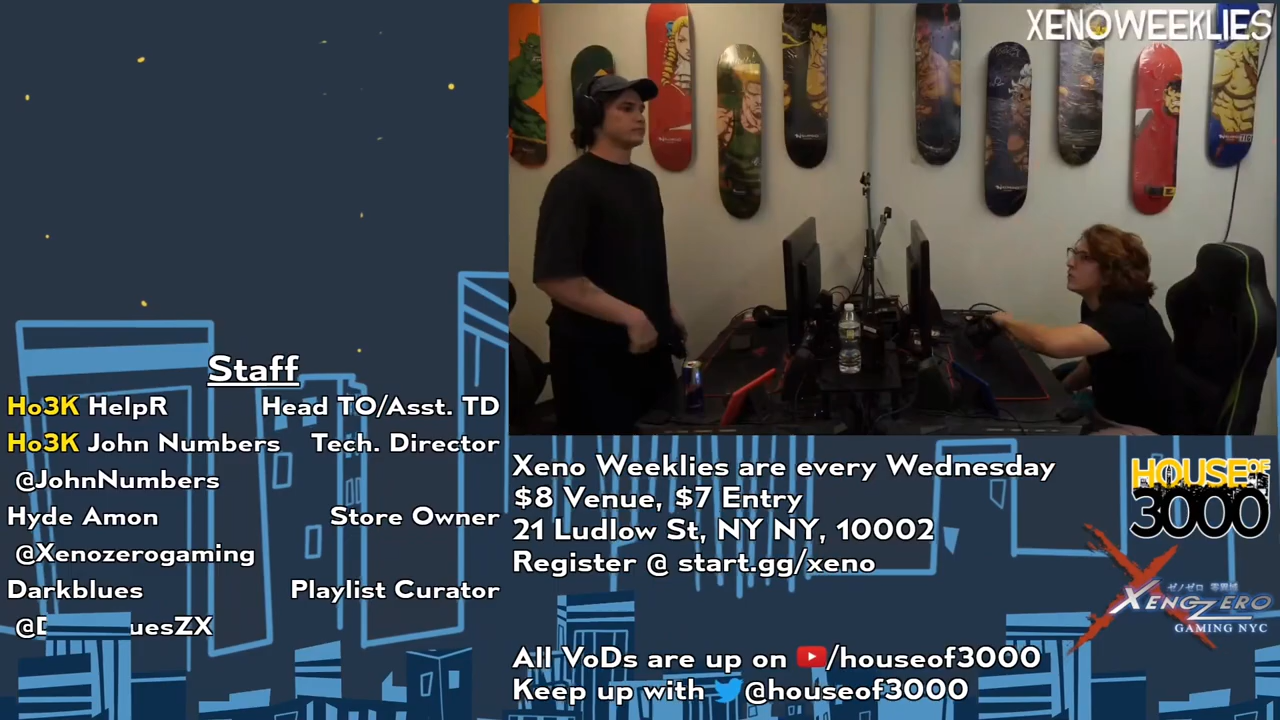 XENOWEEKLIES
Staff
Ho3K HelpR Head TO/Asst. TD
Ho3K John Numbers Tech. Director
@JohnNumbers
Hyde Amon Store Owner
@Xenozerogaming
Darkblues Playlist Curator
Xeno Weeklies are every Wednesday
$8 Venue, $7 Entry
21 Ludlow St, NY NY, 10002
Register @ start.gg/xeno
All VoDs are up on /houseof3000
Keep up with @houseof3000
HOUSE OF
3000
XENOZERO
GAMING NYC